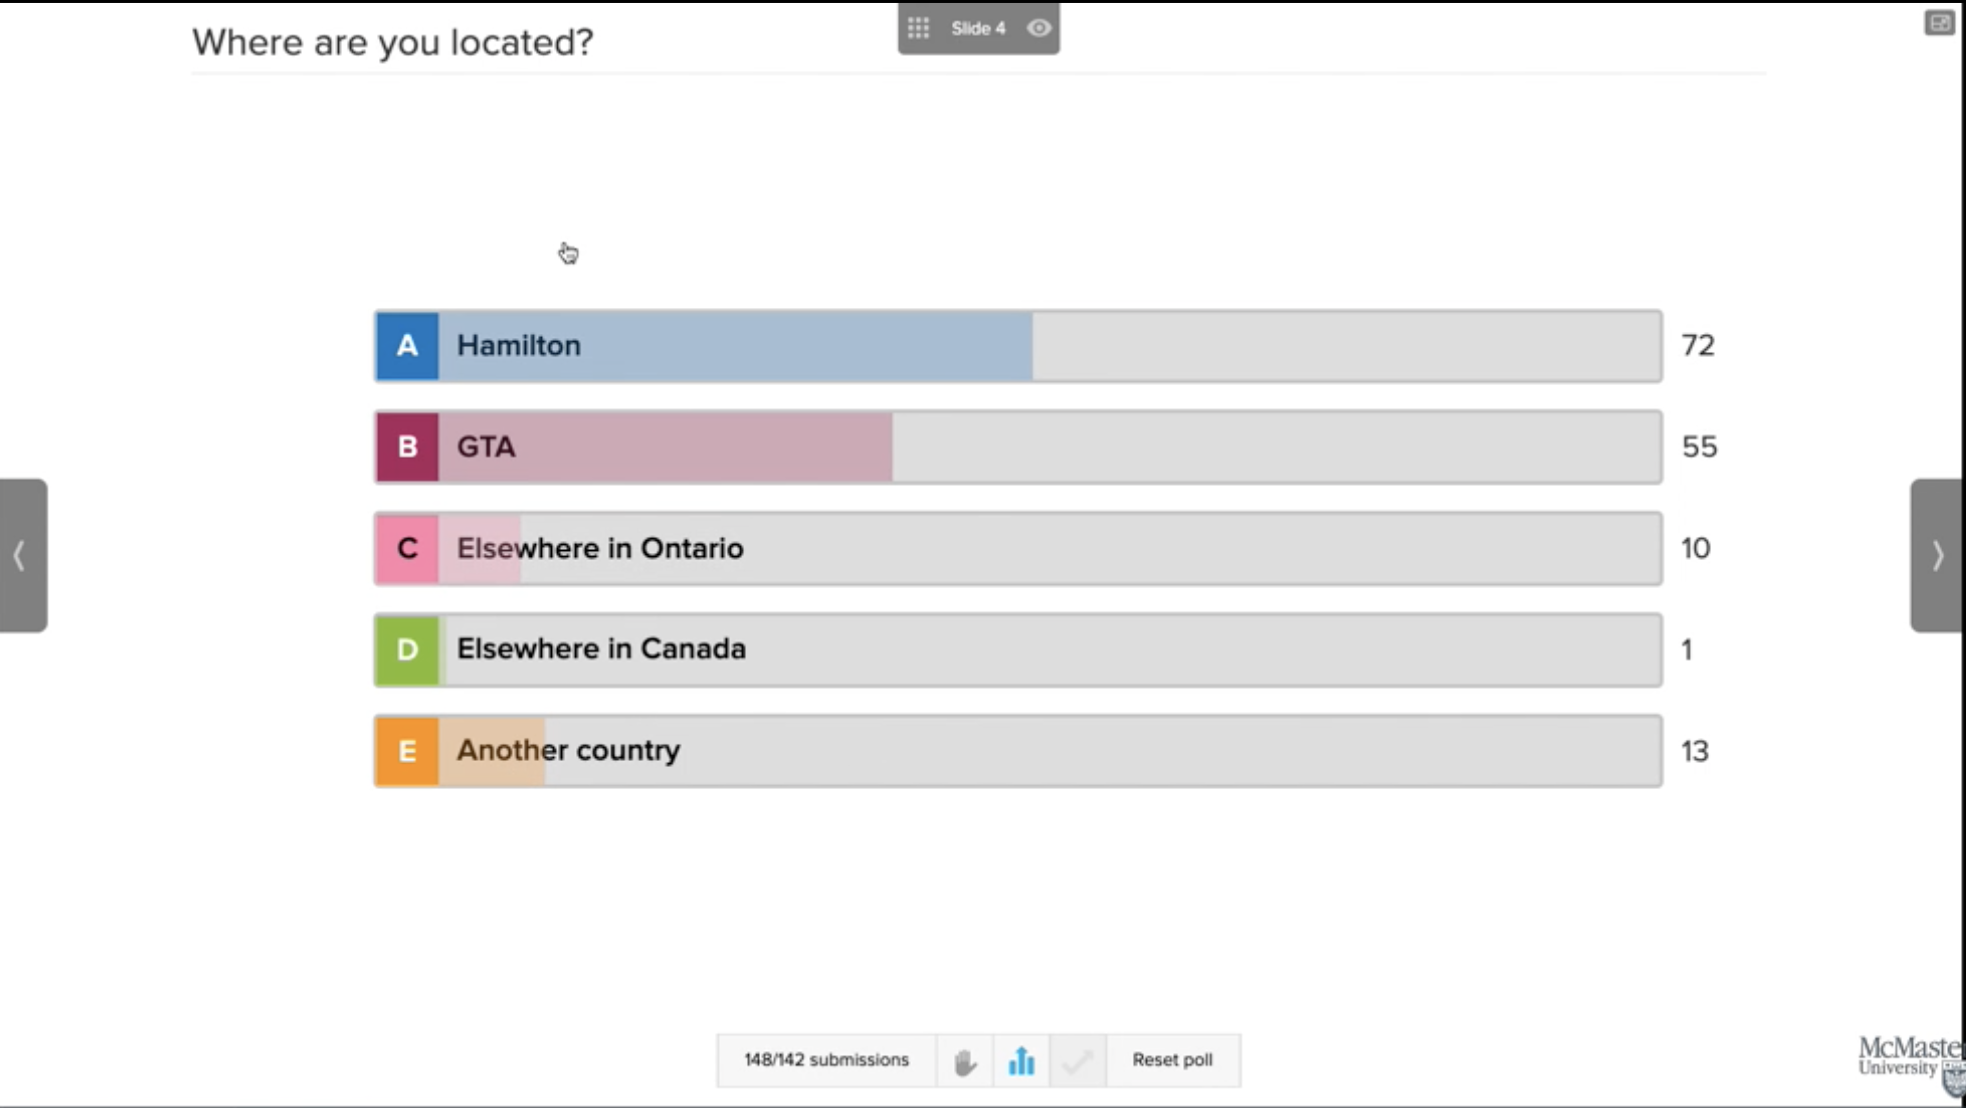 Where are you located?
Slide 4
A Hamilton 72
B GTA 55
C Elsewhere in Ontario 10
D Elsewhere in Canada 1
E Another country 13
148/142 submissions Reset poll
McMaste
University